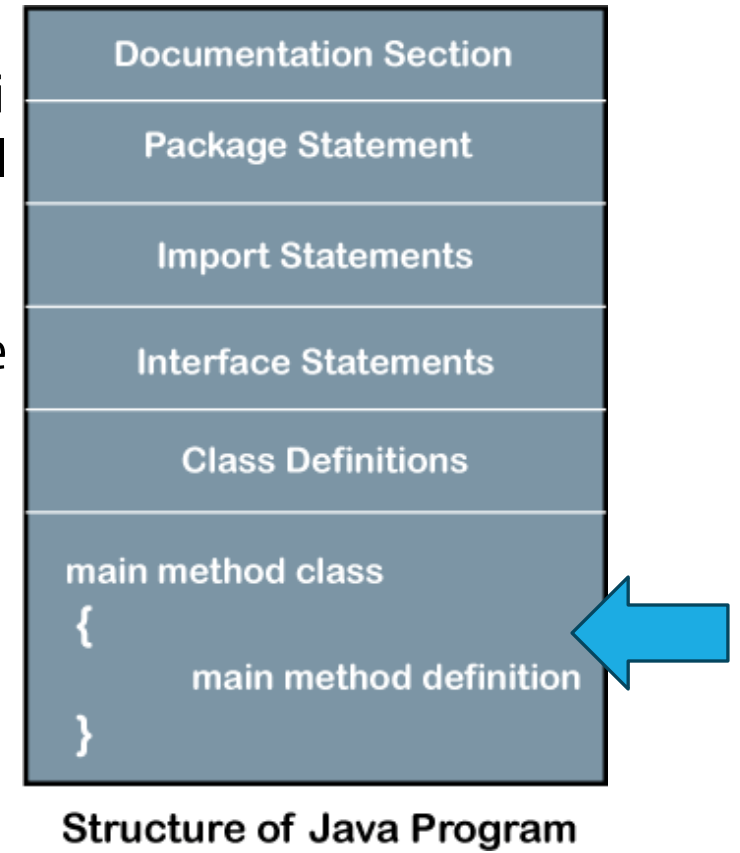 Documentation Section
Package Statement
Import Statements
Interface Statements
Class Definitions
main method class
{
main method definition
}
Structure of Java Program